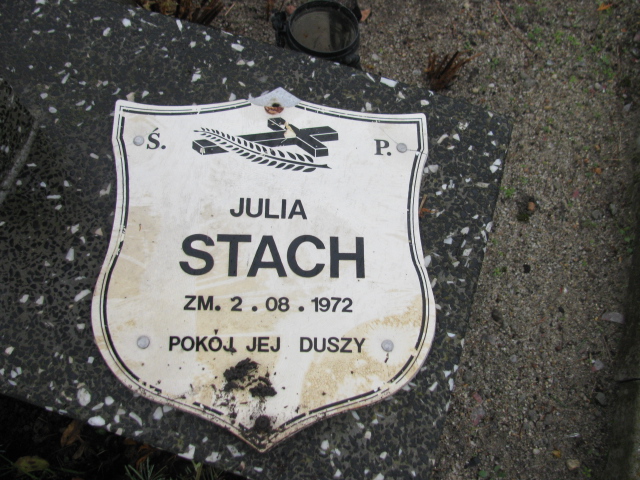 Ś. P.
JULIA
STACH
ZM. 2.08.1972
POKÓJ JEJ DUSZY